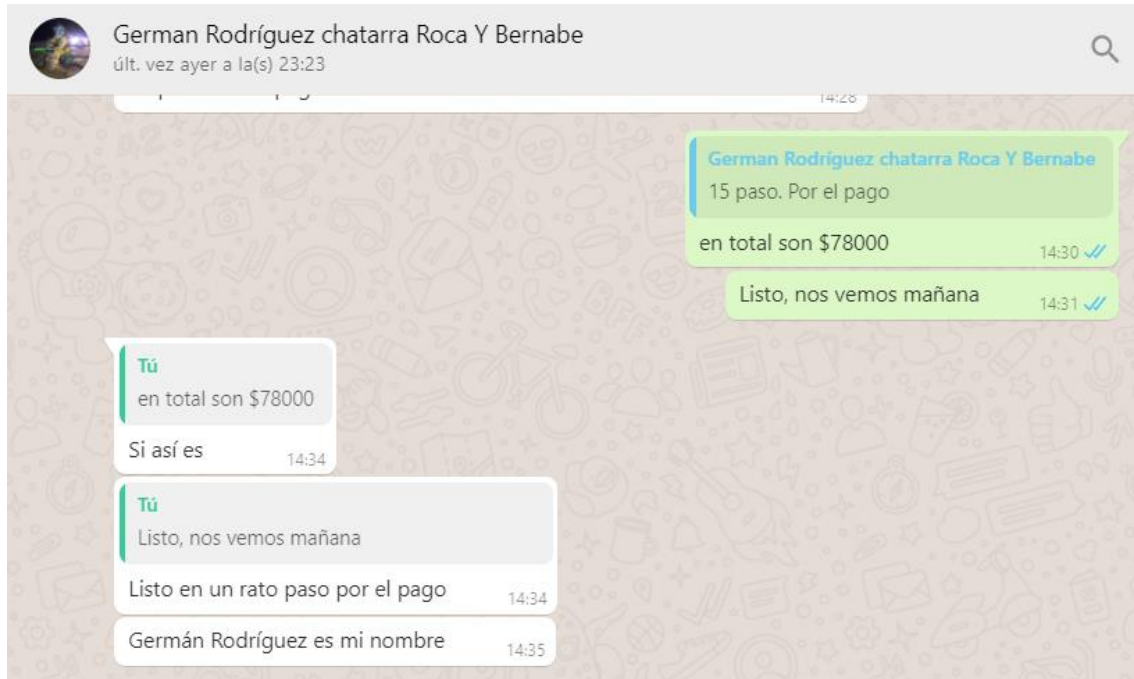 German Rodríguez chatarra Roca Y Bernabe
últ. vez ayer a la(s) 23:23
14:28
German Rodríguez chatarra Roca Y Bernabe
15 paso. Por el pago
en total son $78000
14:30
Listo, nos vemos mañana
14:31
Tú
en total son $78000
Si así es
14:34
Tú
Listo, nos vemos mañana
Listo en un rato paso por el pago
14:34
Germán Rodríguez es mi nombre
14:35